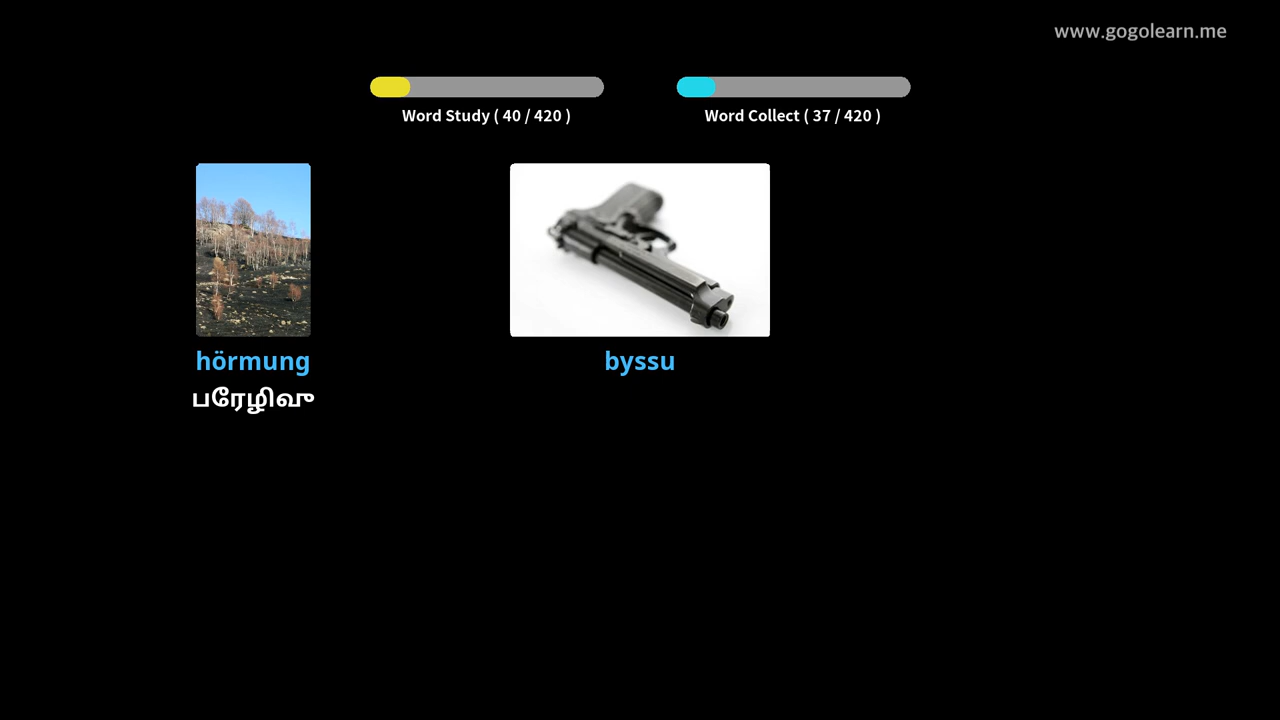 www.gogolearn.me
Word Study ( 40 / 420 )
Word Collect ( 37 / 420 )
hörmung
byssu
பரேழிவு